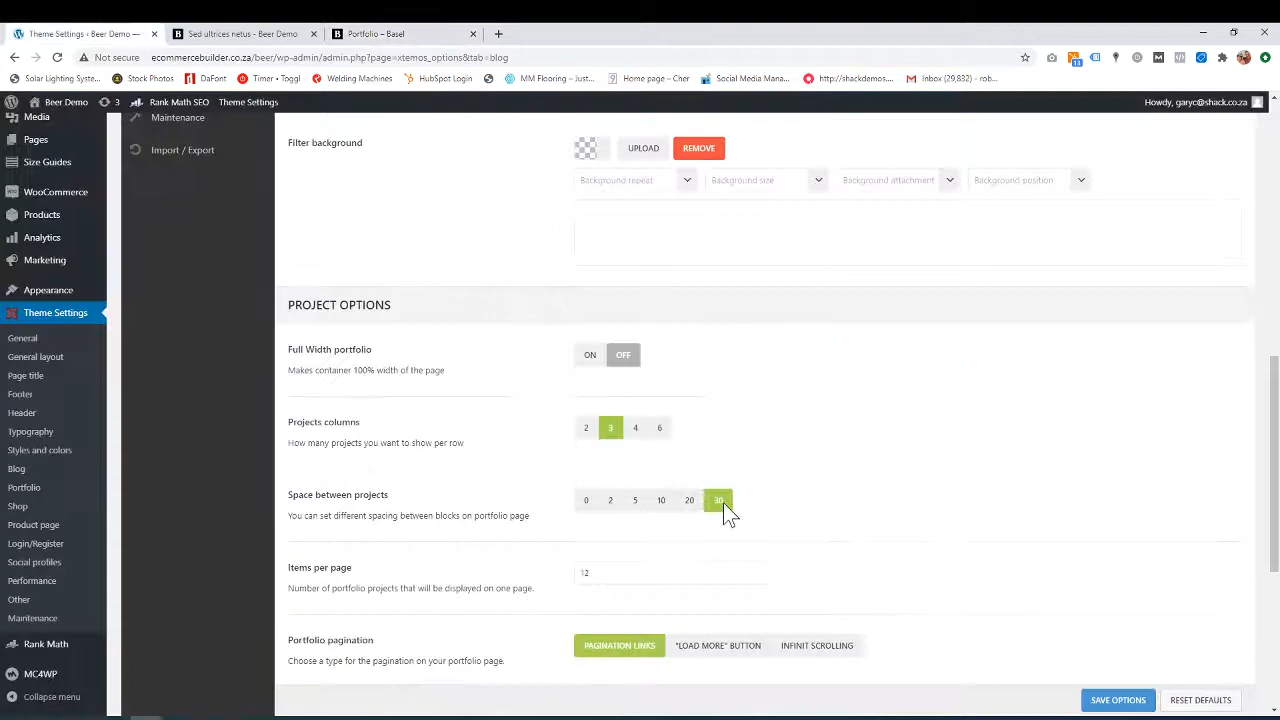 Theme Settings ‹ Beer Demo —
Sed ultrices netus - Beer Demo
Portfolio – Basel
Not secure
ecommercebuilder.co.za/beer/wp-admin/admin.php?page=xtemos_options&tab=blog
13
Solar Lighting System...
Stock Photos
DaFont
Timer • Toggl
Welding Machines
HubSpot Login
MM Flooring – Just...
Home page – Cher
Social Media Mana...
http://shackdemos...
Inbox (29,832) - rob...
Beer Demo
3
Rank Math SEO
Theme Settings
Howdy, garyc@shack.co.za
Media
Pages
Size Guides
WooCommerce
Products
Analytics
Marketing
Appearance
Theme Settings
General
General layout
Page title
Footer
Header
Typography
Styles and colors
Blog
Portfolio
Shop
Product page
Login/Register
Social profiles
Performance
Other
Maintenance
Rank Math
MC4WP
Collapse menu
Maintenance
Import / Export
Filter background
UPLOAD
REMOVE
Background repeat
Background size
Background attachment
Background position
PROJECT OPTIONS
Full Width portfolio
ON
OFF
Makes container 100% width of the page
Projects columns
2 3 4 6
How many projects you want to show per row
Space between projects
0 2 5 10 20 30
You can set different spacing between blocks on portfolio page
Items per page
12
Number of portfolio projects that will be displayed on one page.
Portfolio pagination
PAGINATION LINKS
"LOAD MORE" BUTTON
INFINIT SCROLLING
Choose a type for the pagination on your portfolio page.
SAVE OPTIONS
RESET DEFAULTS